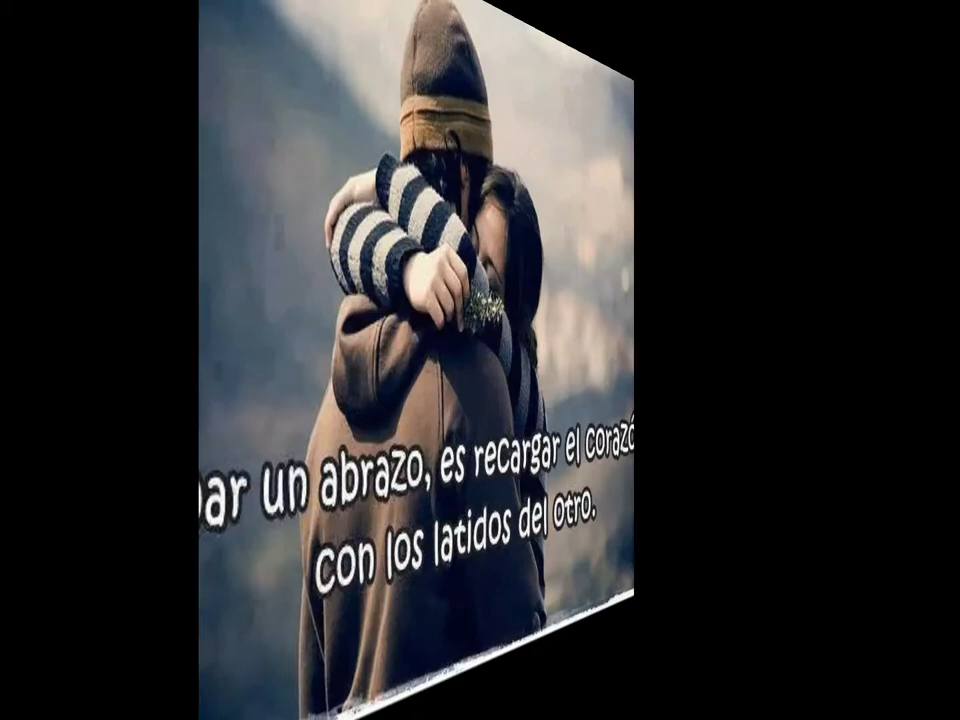 ar un abrazo, es recargar el corazó
con los latidos del otro.